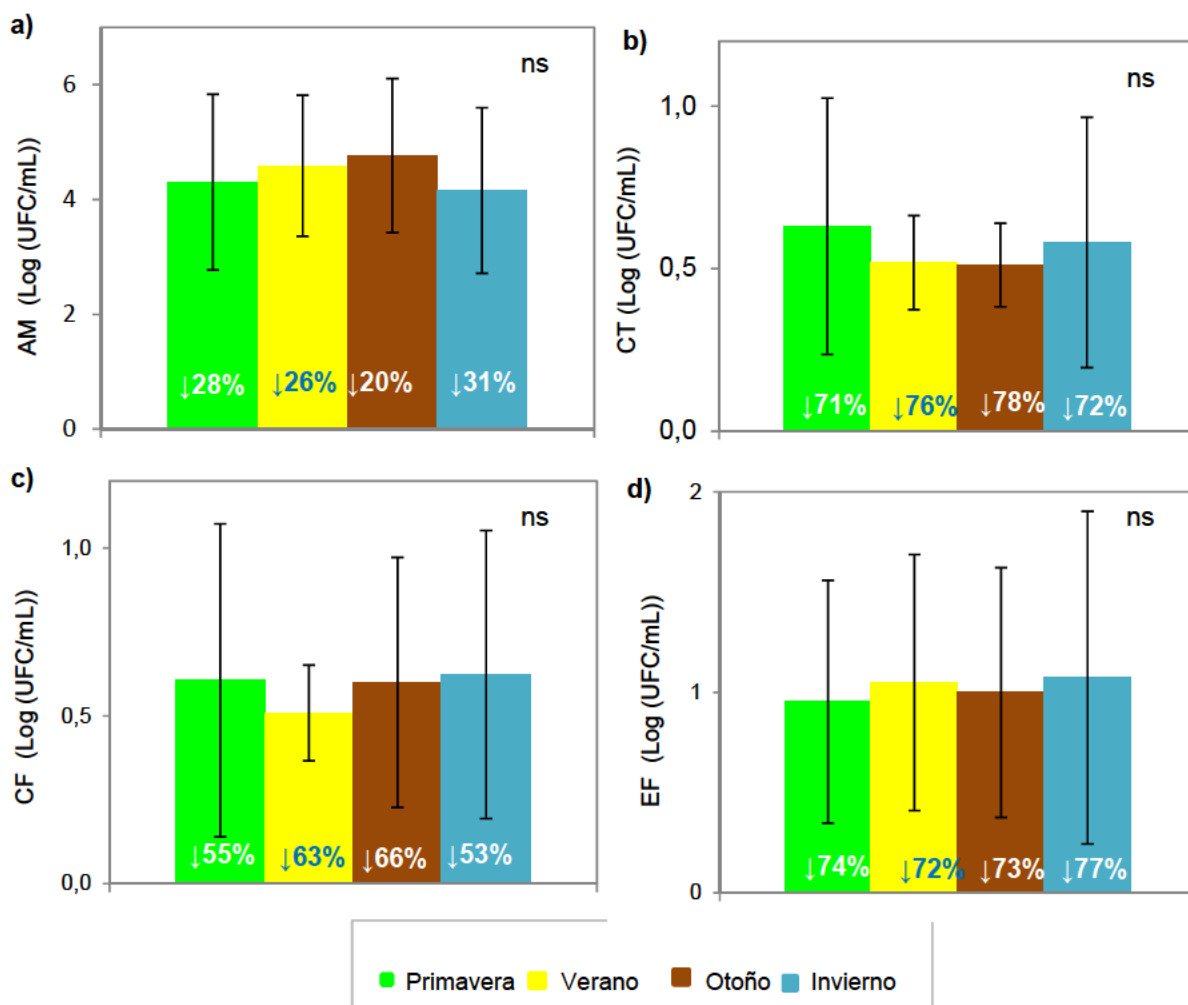 a)
ns
AM (Log (UFC/mL))
6
4
2
0
↓28% ↓26% ↓20% ↓31%
b)
ns
CT (Log (UFC/mL))
1,0
0,5
0,0
↓71% ↓76% ↓78% ↓72%
c)
ns
CF (Log (UFC/mL))
1,0
0,5
0,0
↓55% ↓63% ↓66% ↓53%
d)
ns
EF (Log (UFC/mL))
2
1
0
↓74% ↓72% ↓73% ↓77%
Primavera Verano Otoño Invierno